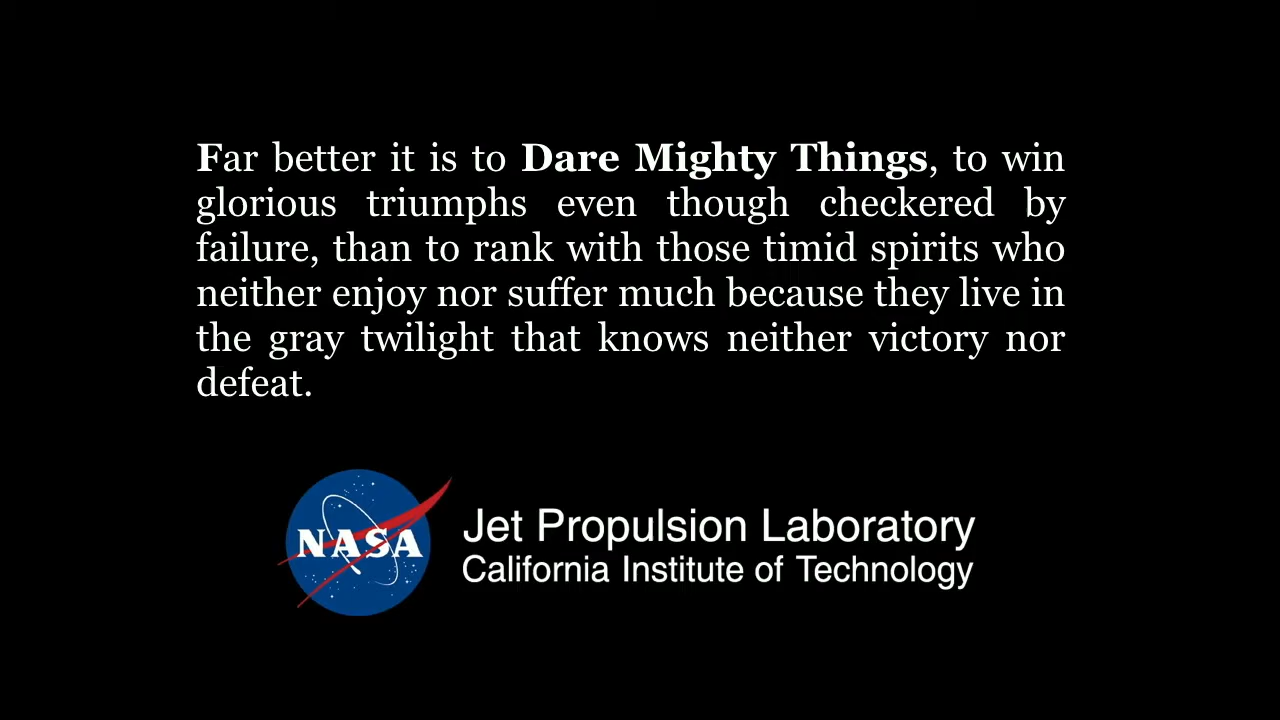 Far better it is to Dare Mighty Things, to win
glorious triumphs even though checkered by
failure, than to rank with those timid spirits who
neither enjoy nor suffer much because they live in
the gray twilight that knows neither victory nor
defeat.
NASA
Jet Propulsion Laboratory
California Institute of Technology